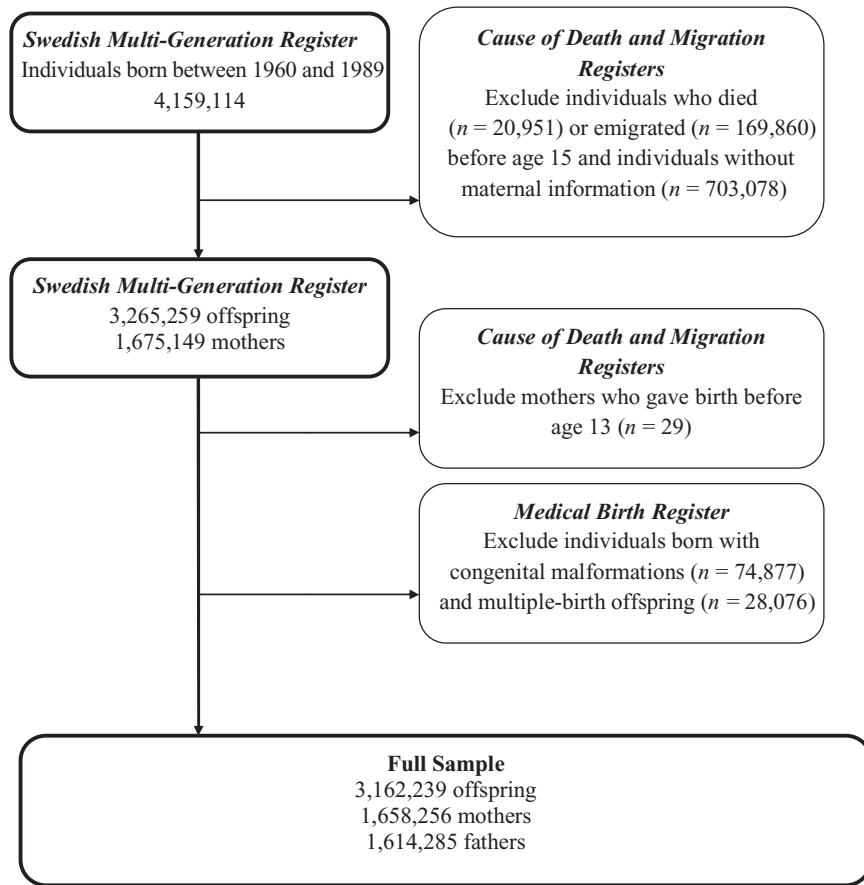 Swedish Multi-Generation Register
Individuals born between 1960 and 1989
4,159,114
Cause of Death and Migration
Registers
Exclude individuals who died
(n = 20,951) or emigrated (n = 169,860)
before age 15 and individuals without
maternal information (n = 703,078)
Swedish Multi-Generation Register
3,265,259 offspring
1,675,149 mothers
Cause of Death and Migration
Registers
Exclude mothers who gave birth before
age 13 (n = 29)
Medical Birth Register
Exclude individuals born with
congenital malformations (n = 74,877)
and multiple-birth offspring (n = 28,076)
Full Sample
3,162,239 offspring
1,658,256 mothers
1,614,285 fathers